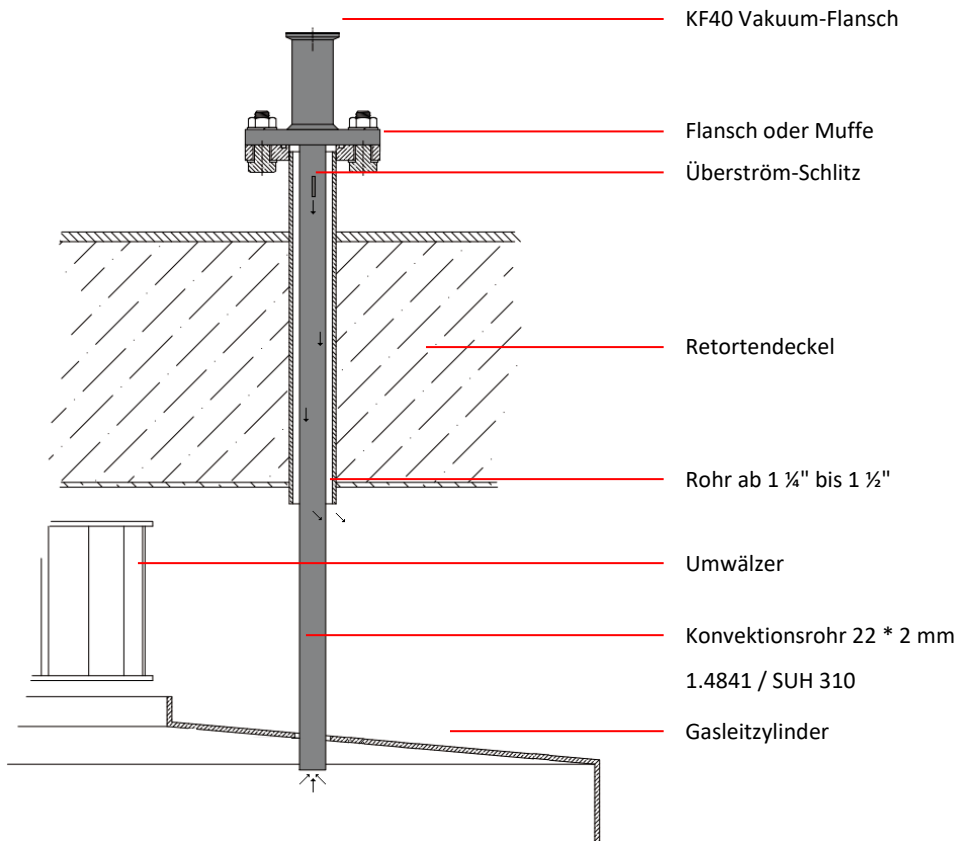 KF40 Vakuum-Flansch
Flansch oder Muffe
Überström-Schlitz
Retortendeckel
Rohr ab 1 ¼" bis 1 ½"
Umwälzer
Konvektionsrohr 22 * 2 mm
1.4841 / SUH 310
Gasleitzylinder